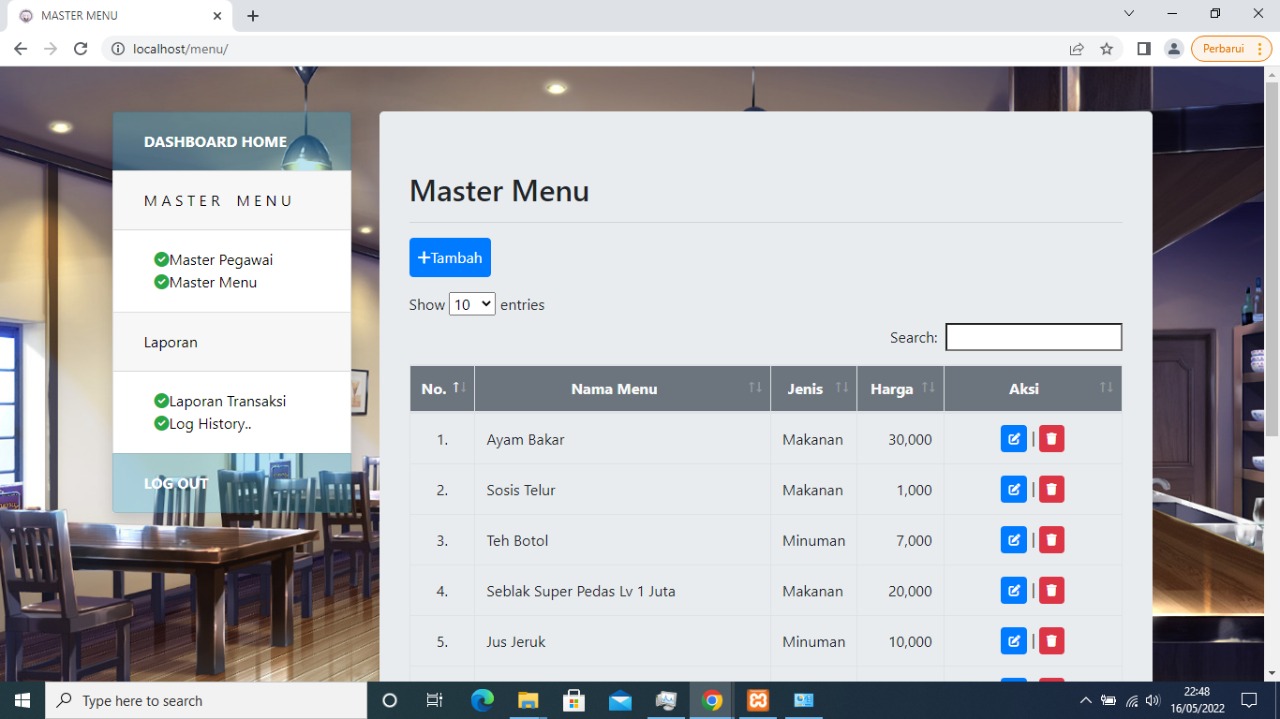 MASTER MENU
localhost/menu/
Perbarui
DASHBOARD HOME
MASTER MENU
Master Pegawai
Master Menu
Laporan
Laporan Transaksi
Log History..
LOG OUT
Master Menu
+Tambah
Show 10 entries
Search:
No. Nama Menu Jenis Harga Aksi
1. Ayam Bakar Makanan 30,000 |
2. Sosis Telur Makanan 1,000 |
3. Teh Botol Minuman 7,000 |
4. Seblak Super Pedas Lv 1 Juta Makanan 20,000 |
5. Jus Jeruk Minuman 10,000 |
Type here to search
22:48
16/05/2022